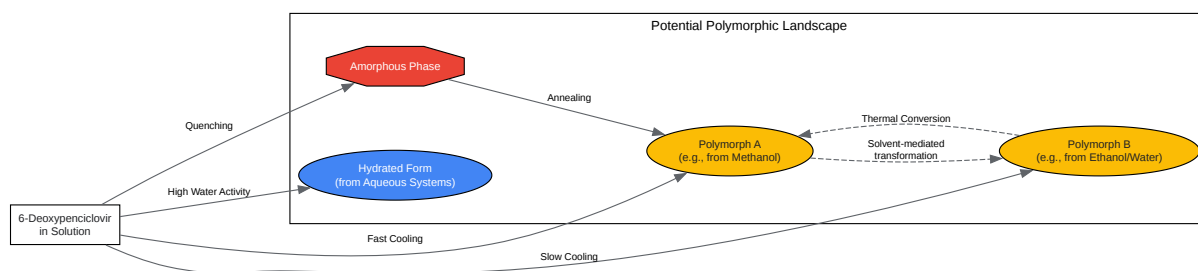 Potential Polymorphic Landscape
Amorphous Phase
Annealing
Quenching
Thermal Conversion
Polymorph A
(e.g., from Methanol)
Solvent-mediated
transformation
Polymorph B
(e.g., from Ethanol/Water)
Hydrated Form
(from Aqueous Systems)
High Water Activity
6-Deoxypenciclovir
in Solution
Fast Cooling
Slow Cooling